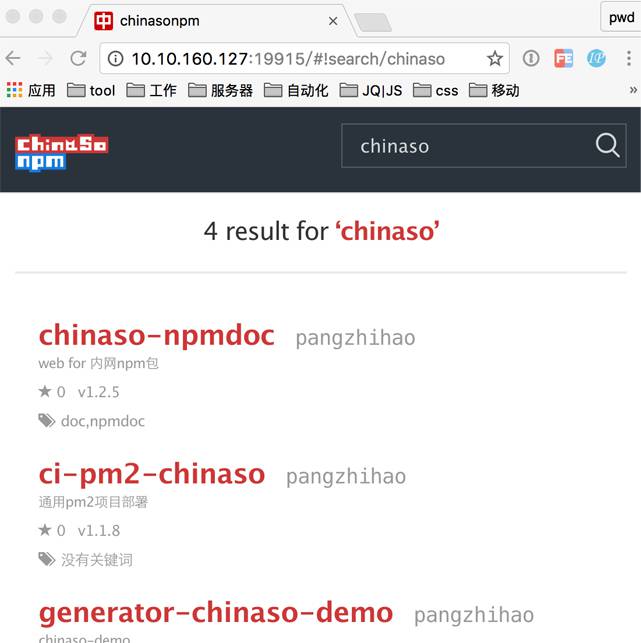 chinasonpm
pwd
10.10.160.127:19915/#!search/chinaso
FE
IP
应用 tool 工作 服务器 自动化 JQ|JS css 移动 »
chinaso
npm
chinaso
4 result for ‘chinaso’
chinaso-npmdoc pangzhihao
web for 内网npm包
★ 0 v1.2.5
doc,npmdoc
ci-pm2-chinaso pangzhihao
通用pm2项目部署
★ 0 v1.1.8
没有关键词
generator-chinaso-demo pangzhihao
chinaso-demo